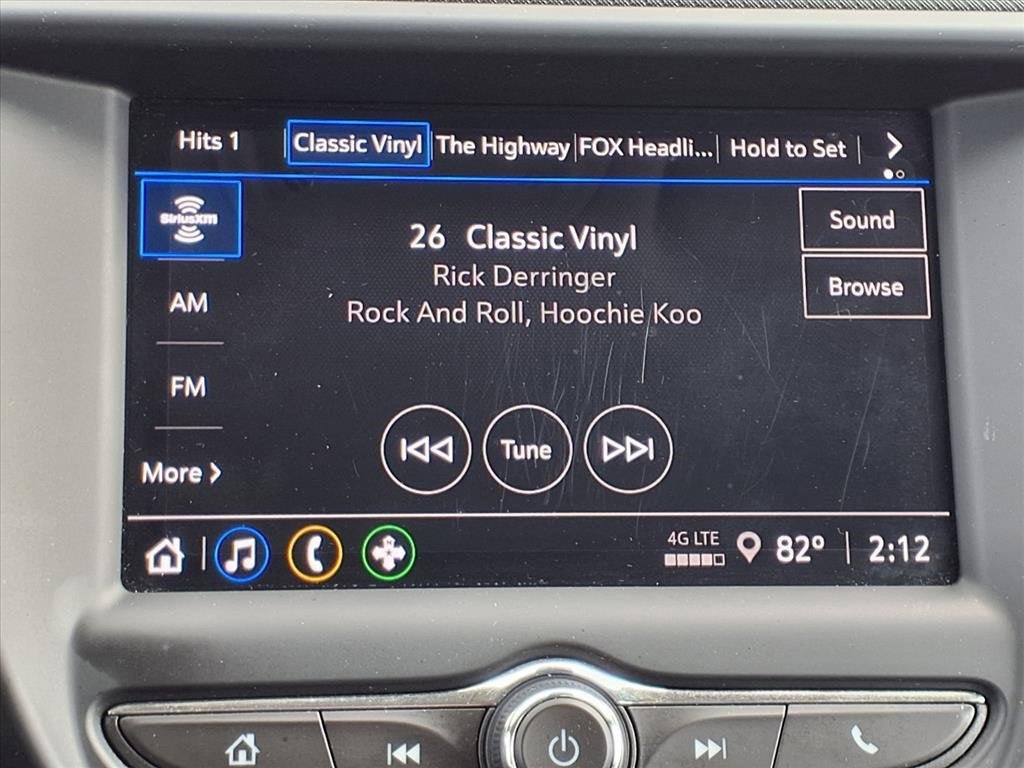 Hits 1
Classic Vinyl
The Highway
FOX Headli...
Hold to Set
SiriusXM
AM
FM
More
26 Classic Vinyl
Rick Derringer
Rock And Roll, Hoochie Koo
Sound
Browse
Tune
4G LTE
82°
2:12